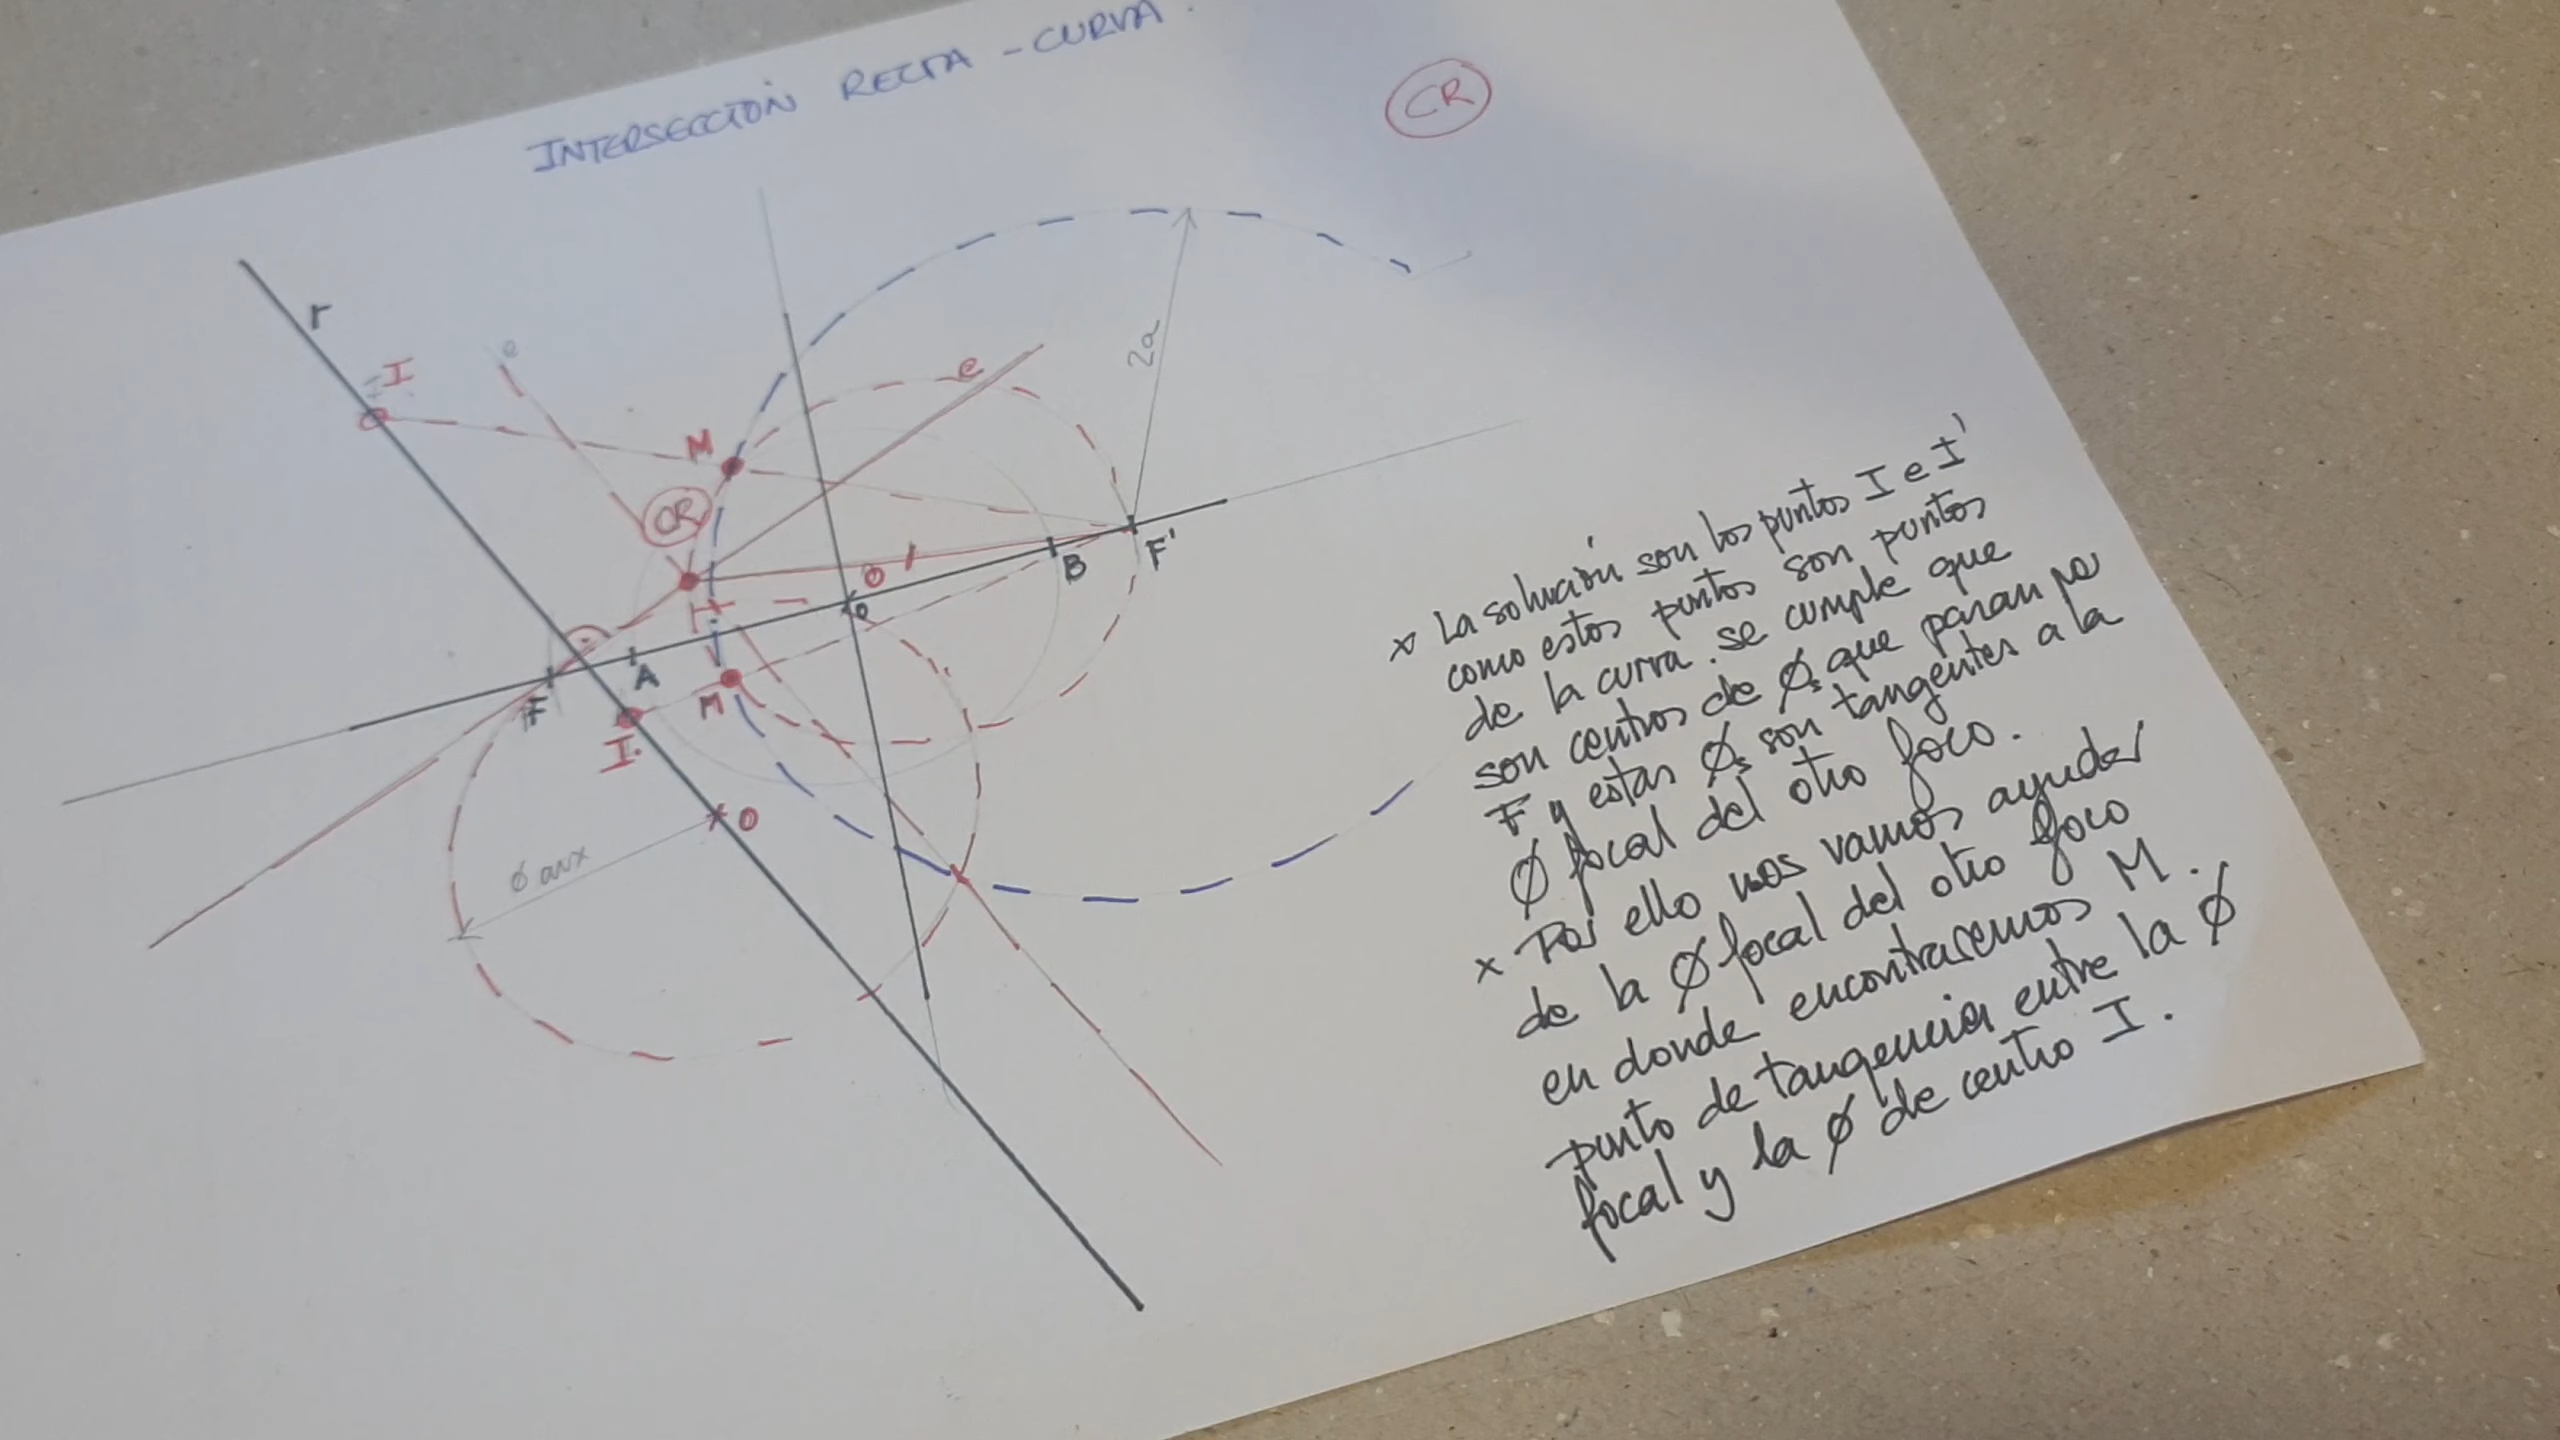 INTERSECCIÓN RECTA - CURVA.
CR
r
I
e
e
2a
M
CR
O
B
F'
T
o
A
F
M
I
O
Ø aux
x La solución son los puntos I e I'
como estos puntos son puntos
de la curva. se cumple que
son centros de Øs que pasan po
F y estas Øs son tangentes a la
Ø focal del otro foco.
x Por ello nos vamos ayudar
de la Ø focal del otro foco
en donde encontraremos M.
punto de tangencia entre la Ø
focal y la Ø de centro I.